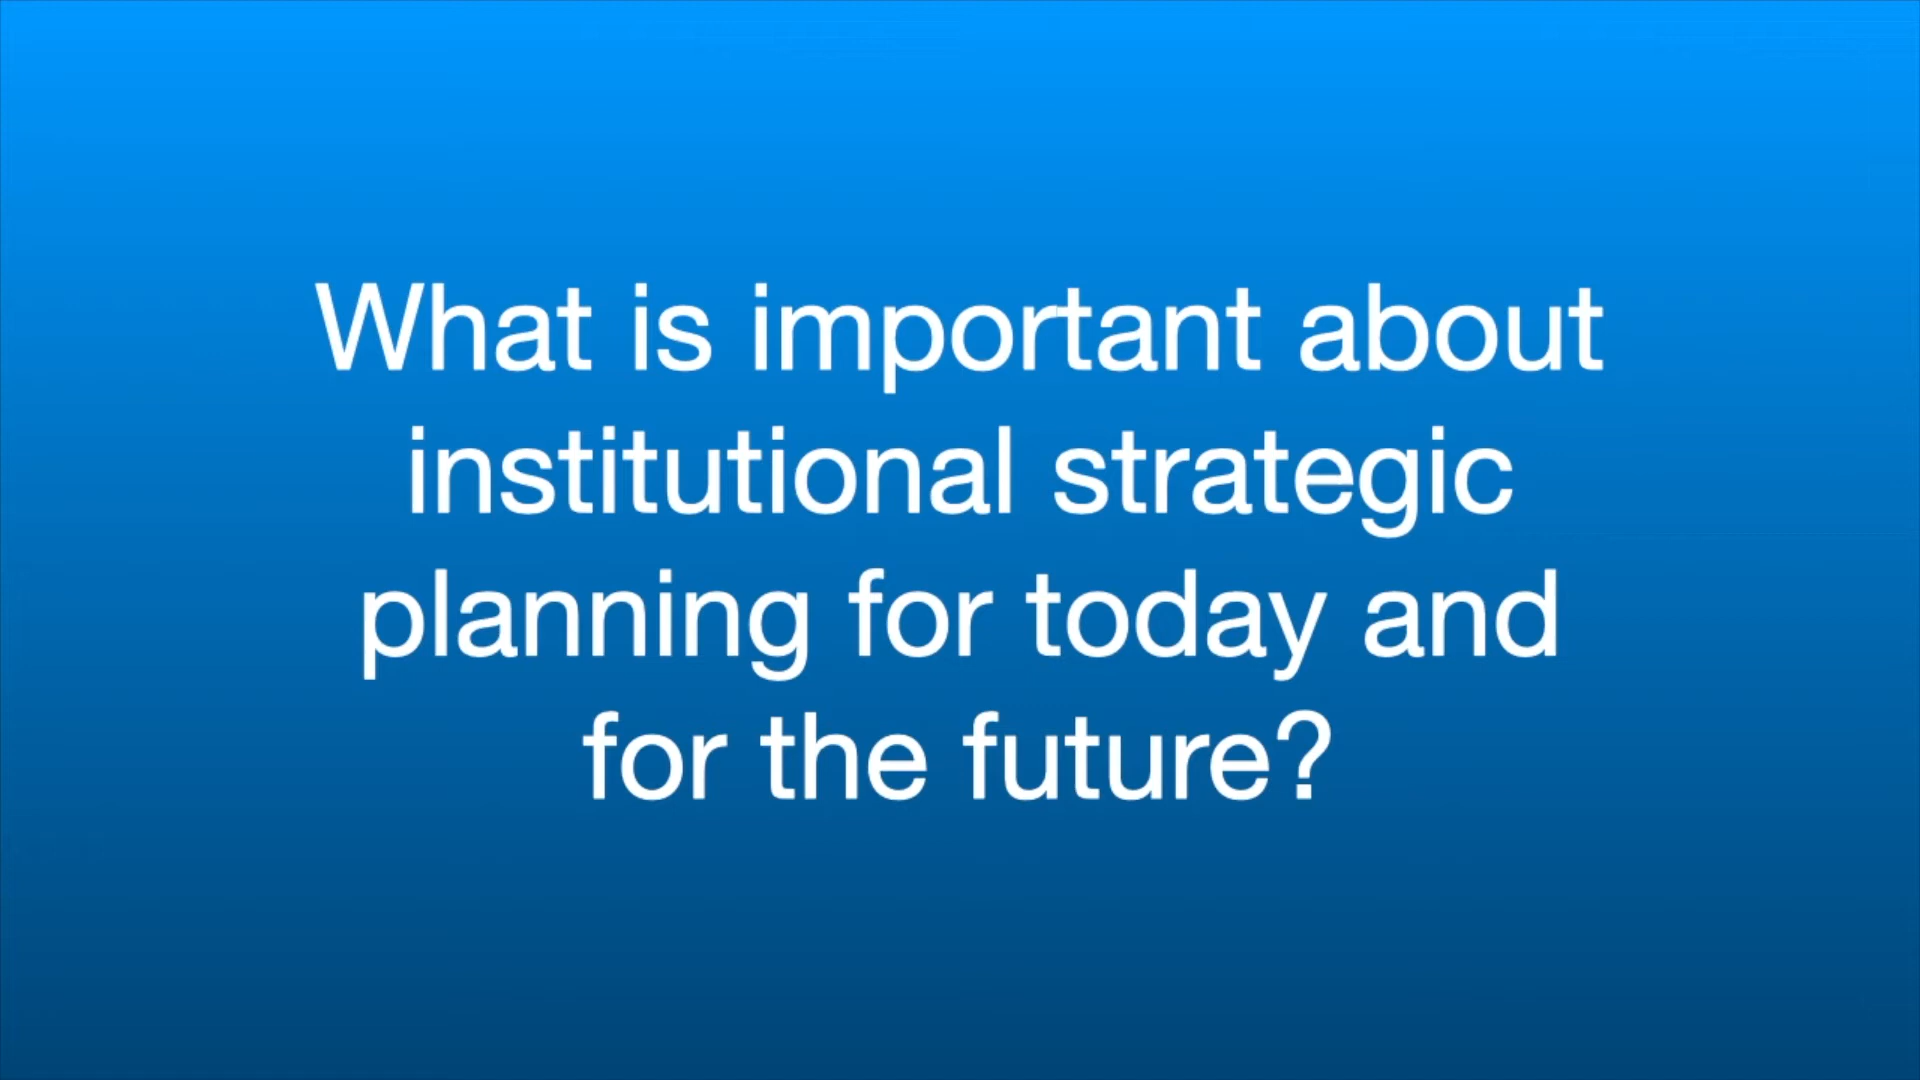 What is important about
institutional strategic
planning for today and
for the future?